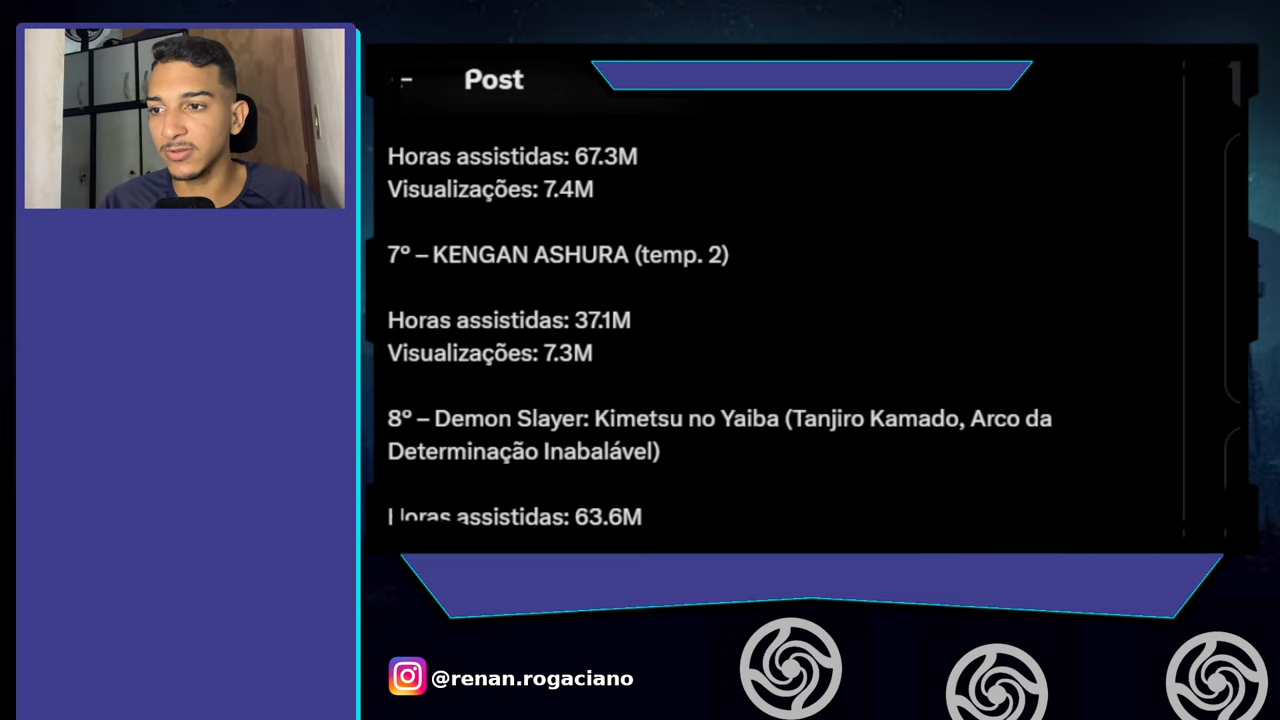 Post
Horas assistidas: 67.3M
Visualizações: 7.4M
7º – KENGAN ASHURA (temp. 2)
Horas assistidas: 37.1M
Visualizações: 7.3M
8º – Demon Slayer: Kimetsu no Yaiba (Tanjiro Kamado, Arco da
Determinação Inabalável)
Horas assistidas: 63.6M
@renan.rogaciano